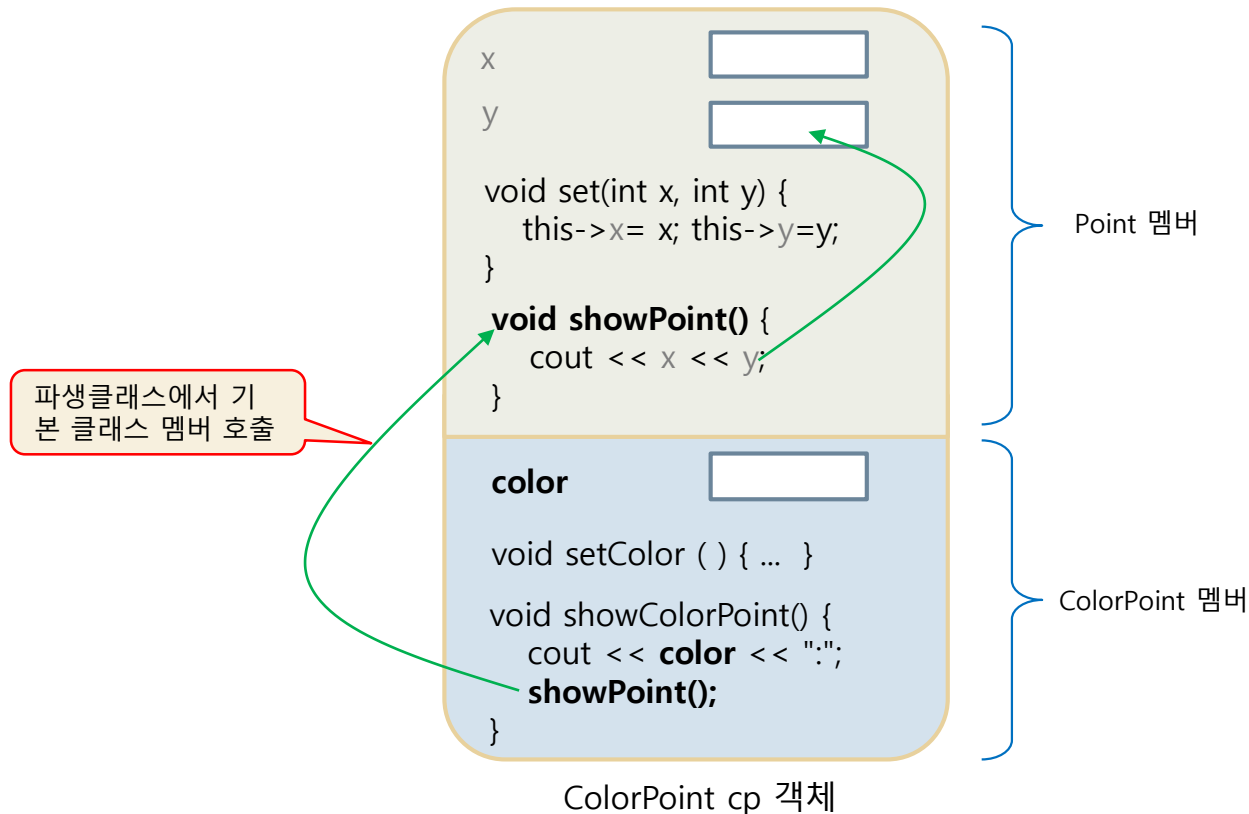 x
y
void set(int x, int y) {
this->x= x; this->y=y;
}
void showPoint() {
cout << x << y;
}
Point 멤버
파생클래스에서 기
본 클래스 멤버 호출
color
void setColor ( ) { ... }
void showColorPoint() {
cout << color << ":";
showPoint();
}
ColorPoint 멤버
ColorPoint cp 객체